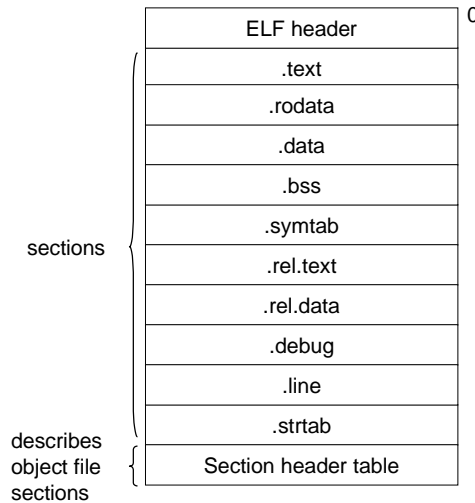 ELF header
0
.text
.rodata
.data
.bss
.symtab
sections
.rel.text
.rel.data
.debug
.line
.strtab
describes
object file
sections
Section header table